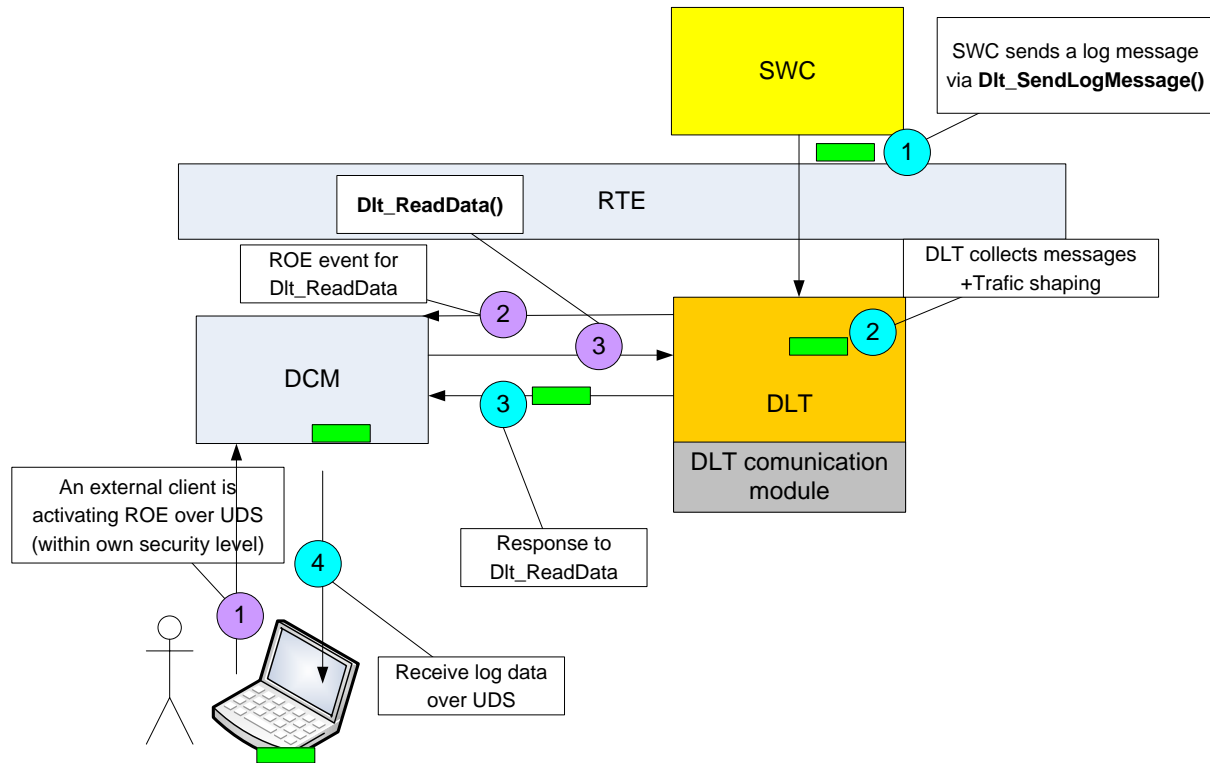 SWC
SWC sends a log message
via Dlt_SendLogMessage()
1
RTE
Dlt_ReadData()
ROE event for
Dlt_ReadData
2
3
DLT collects messages
+Trafic shaping
2
DCM
3
DLT
DLT comunication
module
An external client is
activating ROE over UDS
(within own security level)
4
Response to
Dlt_ReadData
1
Receive log data
over UDS